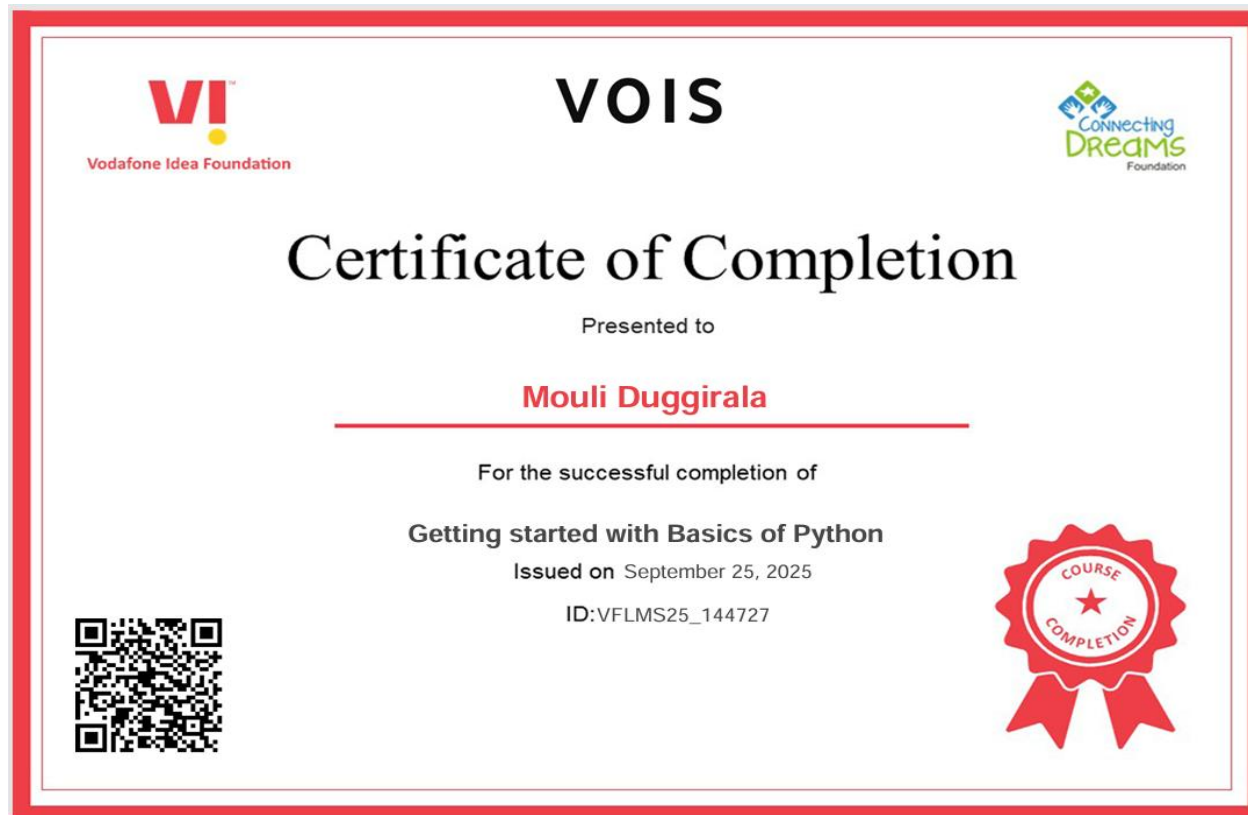 VI™
Vodafone Idea Foundation
VOIS
Connecting
Dreams
Foundation
Certificate of Completion
Presented to
Mouli Duggirala
For the successful completion of
Getting started with Basics of Python
Issued on September 25, 2025
ID:VFLMS25_144727
COURSE
COMPLETION